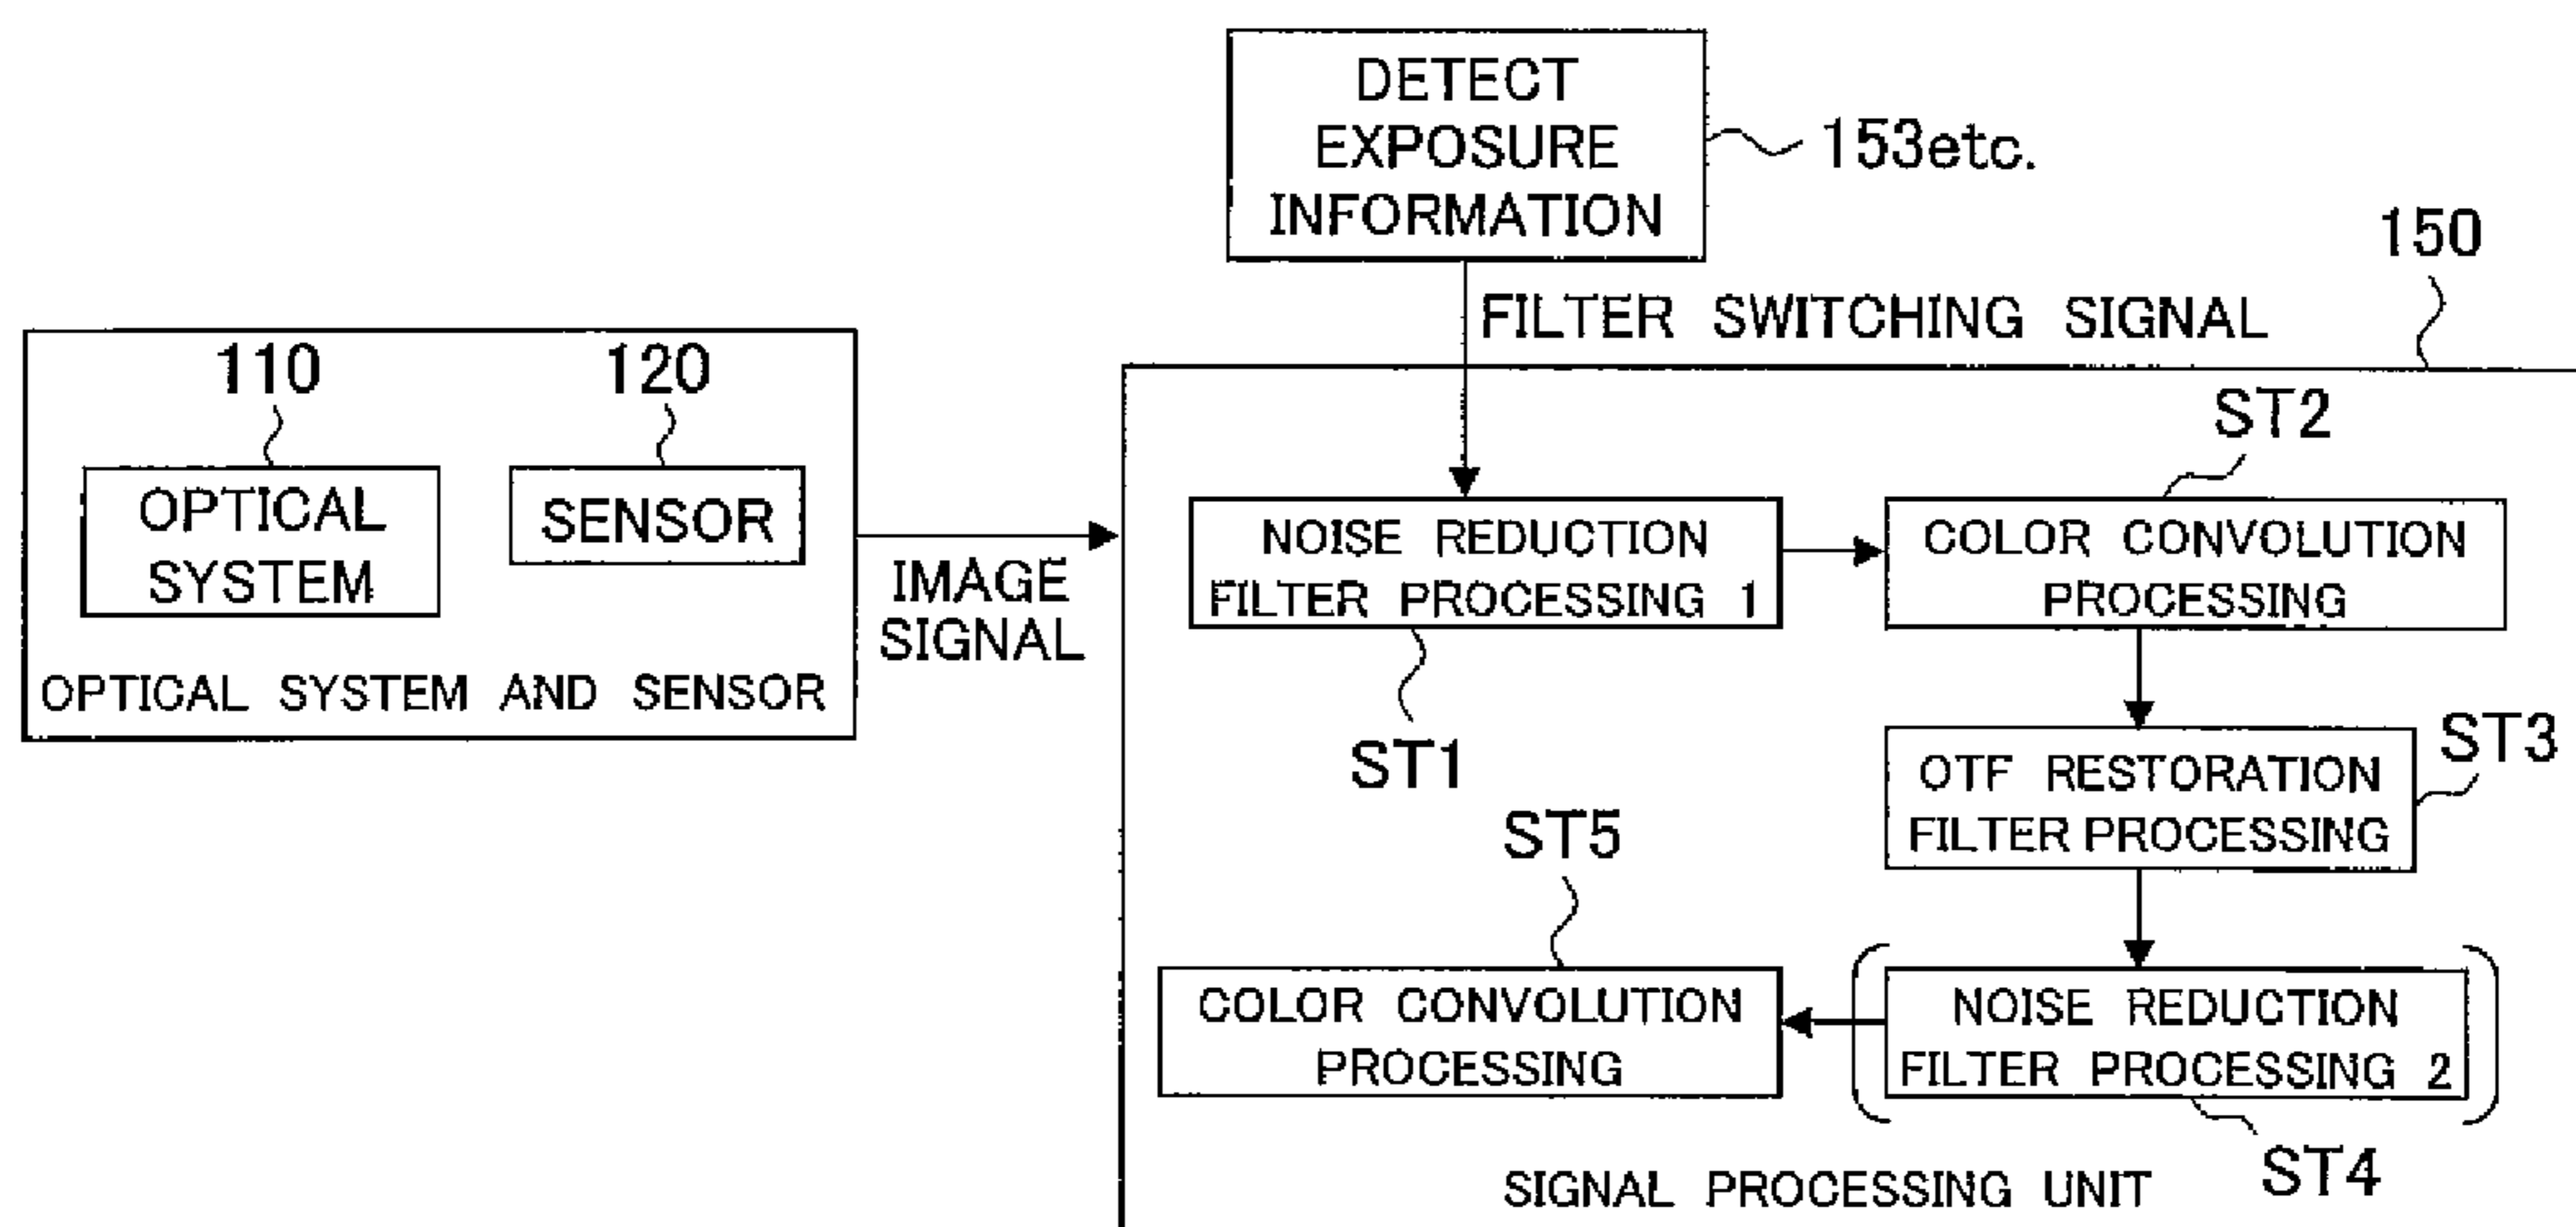 DETECT
EXPOSURE
INFORMATION
153etc.
FILTER SWITCHING SIGNAL
150
110
120
OPTICAL
SYSTEM
SENSOR
OPTICAL SYSTEM AND SENSOR
IMAGE
SIGNAL
ST2
NOISE REDUCTION
FILTER PROCESSING 1
COLOR CONVOLUTION
PROCESSING
ST1
ST3
OTF RESTORATION
FILTER PROCESSING
ST5
COLOR CONVOLUTION
PROCESSING
NOISE REDUCTION
FILTER PROCESSING 2
ST4
SIGNAL PROCESSING UNIT